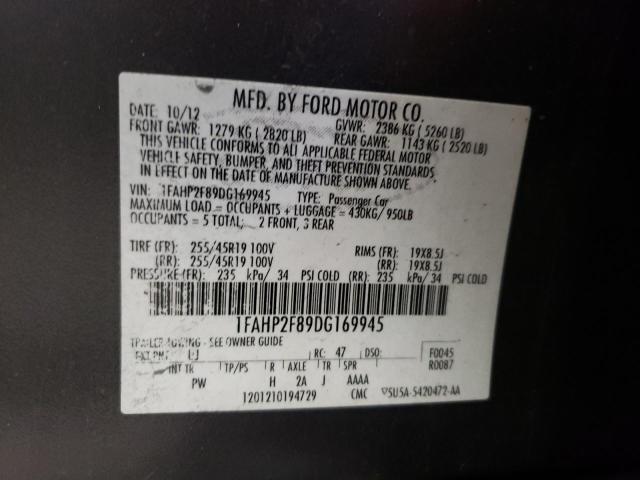 MFD. BY FORD MOTOR CO.
DATE: 10/12 GVWR: 2386 KG ( 5260 LB)
FRONT GAWR: 1279 KG ( 2820 LB) REAR GAWR: 1143 KG ( 2520 LB)
THIS VEHICLE CONFORMS TO ALL APPLICABLE FEDERAL MOTOR
VEHICLE SAFETY, BUMPER, AND THEFT PREVENTION STANDARDS
IN EFFECT ON THE DATE OF MANUFACTURE SHOWN ABOVE.
VIN: 1FAHP2F89DG169945 TYPE: Passenger Car
MAXIMUM LOAD = OCCUPANTS + LUGGAGE = 430KG/ 950LB
OCCUPANTS = 5 TOTAL: 2 FRONT, 3 REAR
TIRE (FR): 255/45R19 100V RIMS (FR): 19X8.5J
(RR): 255/45R19 100V (RR): 19X8.5J
PRESSURE(FR): 235 kPa/ 34 PSI COLD (RR): 235 kPa/ 34 PSI COLD
1FAHP2F89DG169945
TRAILER TOWING - SEE OWNER GUIDE
EXT PNT: UJ RC: 47 DSO: F0045
INT TR TP/PS R AXLE TR SPR R0087
PW H 2A J AAAA
1201210194729 CMC 5U5A-5420472-AA